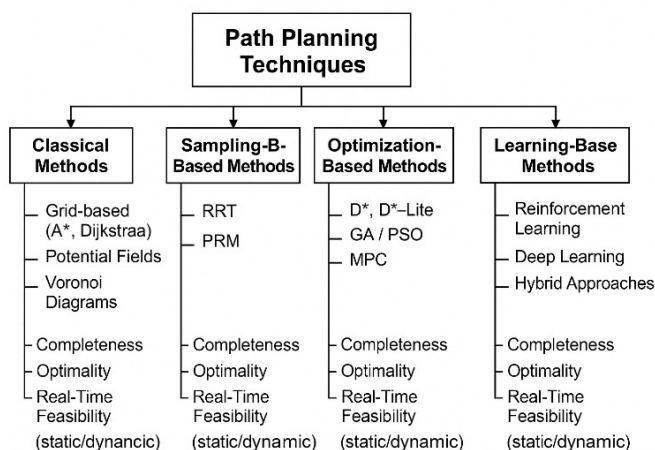 Path Planning
Techniques
Classical
Methods
Grid-based
(A*, Dijkstraa)
Potential Fields
Voronoi
Diagrams
Completeness
Optimality
Real-Time
Feasibility
(static/dynancic)
Sampling-B-
Based Methods
RRT
PRM
Completeness
Optimality
Real-Time
Feasibility
(static/dynamic)
Optimization-
Based Methods
D*, D*–Lite
GA / PSO
MPC
Completeness
Optimality
Real-Time
Feasibility
(static/dynamic)
Learning-Base
Methods
Reinforcement
Learning
Deep Learning
Hybrid Approaches
Completeness
Optimality
Real-Time
Feasibility
(static/dynamic)